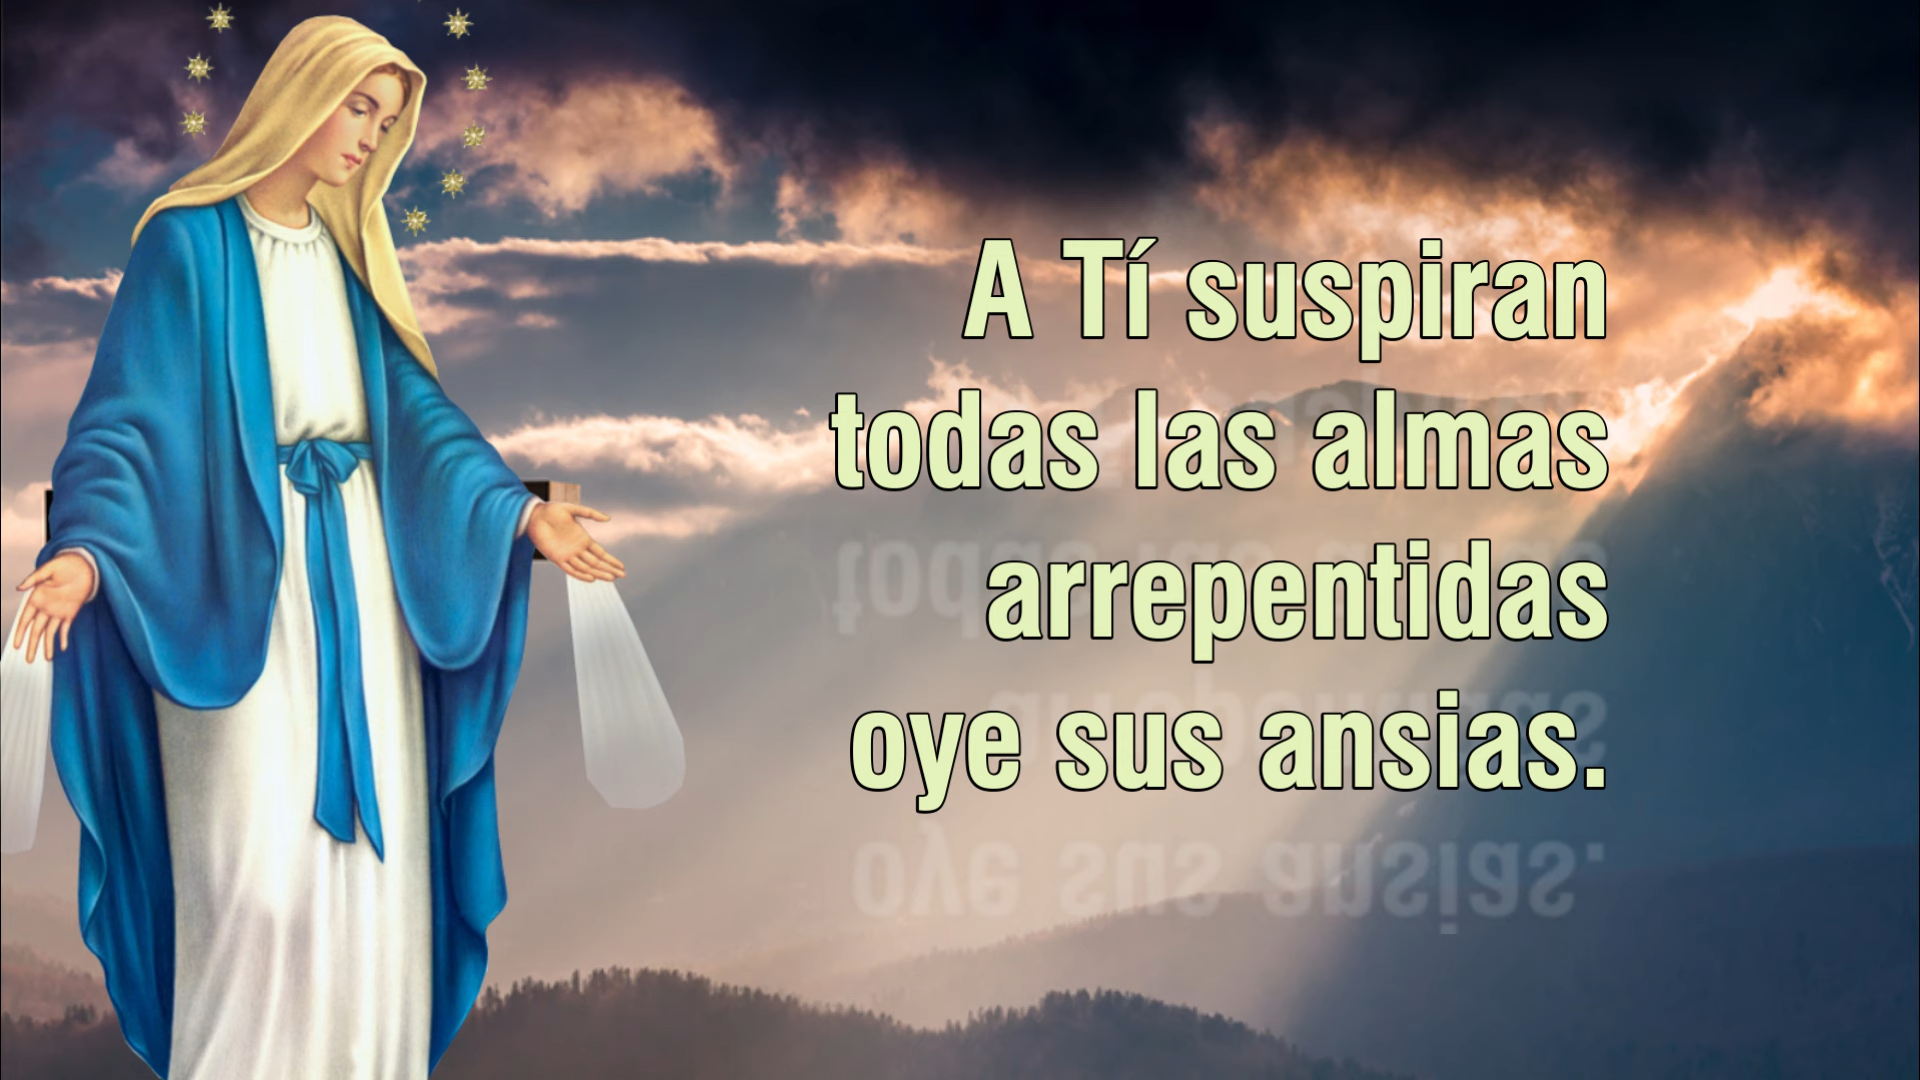 A Tí suspiran
todas las almas
arrepentidas
oye sus ansias.